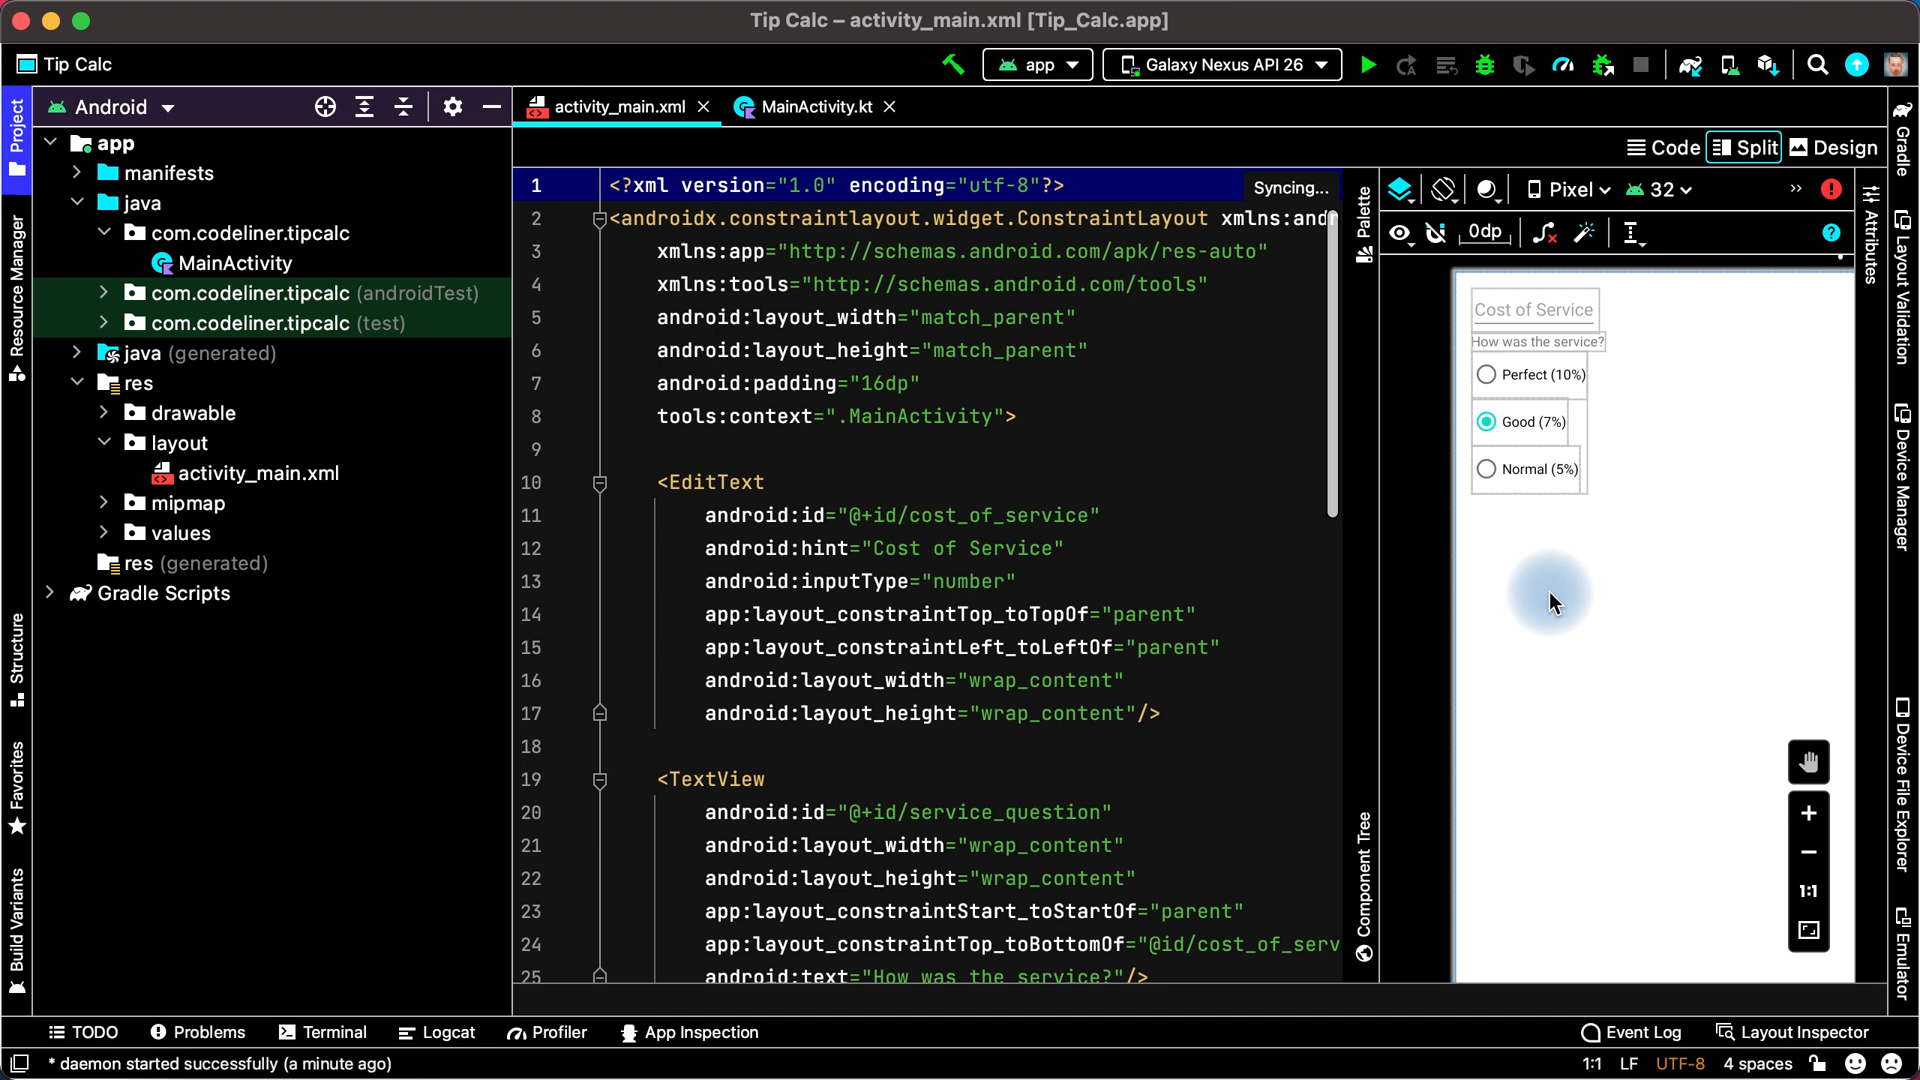 Tip Calc – activity_main.xml [Tip_Calc.app]
Tip Calc
app
Galaxy Nexus API 26
Android
activity_main.xml
MainActivity.kt
Code
Split
Design
Project
Resource Manager
Structure
Favorites
Build Variants
app
manifests
java
com.codeliner.tipcalc
MainActivity
com.codeliner.tipcalc (androidTest)
com.codeliner.tipcalc (test)
java (generated)
res
drawable
layout
activity_main.xml
mipmap
values
res (generated)
Gradle Scripts
1 <?xml version="1.0" encoding="utf-8"?>
Syncing...
2 <androidx.constraintlayout.widget.ConstraintLayout xmlns:andr
3 xmlns:app="http://schemas.android.com/apk/res-auto"
4 xmlns:tools="http://schemas.android.com/tools"
5 android:layout_width="match_parent"
6 android:layout_height="match_parent"
7 android:padding="16dp"
8 tools:context=".MainActivity">
9
10 <EditText
11 android:id="@+id/cost_of_service"
12 android:hint="Cost of Service"
13 android:inputType="number"
14 app:layout_constraintTop_toTopOf="parent"
15 app:layout_constraintLeft_toLeftOf="parent"
16 android:layout_width="wrap_content"
17 android:layout_height="wrap_content"/>
18
19 <TextView
20 android:id="@+id/service_question"
21 android:layout_width="wrap_content"
22 android:layout_height="wrap_content"
23 app:layout_constraintStart_toStartOf="parent"
24 app:layout_constraintTop_toBottomOf="@id/cost_of_serv
25 android:text="How was the service?"/>
Palette
Component Tree
Pixel
32
0dp
Cost of Service
How was the service?
Perfect (10%)
Good (7%)
Normal (5%)
1:1
Attributes
Gradle
Layout Validation
Device Manager
Device File Explorer
Emulator
TODO
Problems
Terminal
Logcat
Profiler
App Inspection
Event Log
Layout Inspector
* daemon started successfully (a minute ago)
1:1
LF
UTF-8
4 spaces